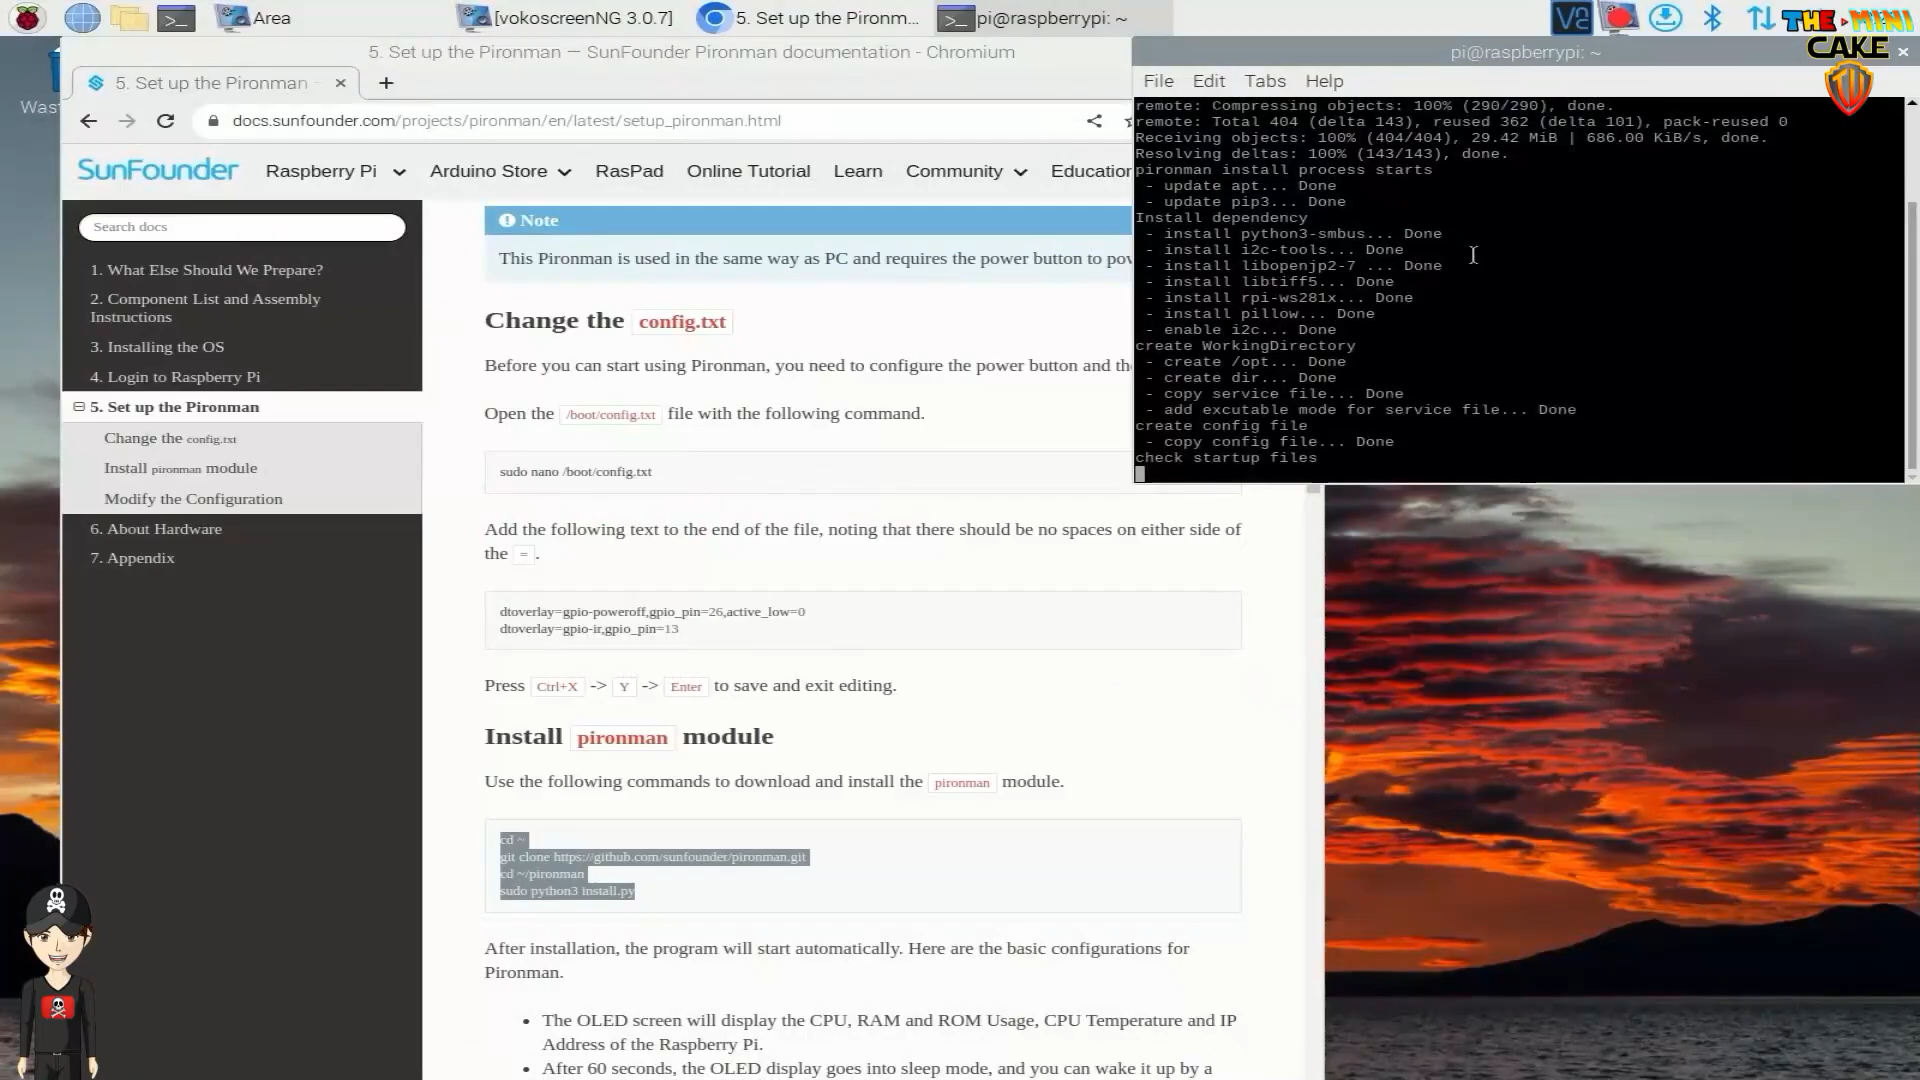 Area
[vokoscreenNG 3.0.7]
5. Set up the Pironm...
pi@raspberrypi: ~
V2
THE MINI
CAKE
5. Set up the Pironman — SunFounder Pironman documentation - Chromium
pi@raspberrypi: ~
5. Set up the Pironman
File Edit Tabs Help
docs.sunfounder.com/projects/pironman/en/latest/setup_pironman.html
SunFounder
Raspberry Pi
Arduino Store
RasPad
Online Tutorial
Learn
Community
Search docs
1. What Else Should We Prepare?
2. Component List and Assembly
Instructions
3. Installing the OS
4. Login to Raspberry Pi
5. Set up the Pironman
Change the config.txt
Install pironman module
Modify the Configuration
6. About Hardware
7. Appendix
Note
This Pironman is used in the same way as PC and requires the power button to
Change the config.txt
Before you can start using Pironman, you need to configure the power button and
Open the /boot/config.txt file with the following command.
sudo nano /boot/config.txt
Add the following text to the end of the file, noting that there should be no spaces on either side of
the = .
dtoverlay=gpio-poweroff,gpio_pin=26,active_low=0
dtoverlay=gpio-ir,gpio_pin=13
Press Ctrl+X -> Y -> Enter to save and exit editing.
Install pironman module
Use the following commands to download and install the pironman module.
cd ~
git clone https://github.com/sunfounder/pironman.git
cd ~/pironman
sudo python3 install.py
After installation, the program will start automatically. Here are the basic configurations for
Pironman.
• The OLED screen will display the CPU, RAM and ROM Usage, CPU Temperature and IP
Address of the Raspberry Pi.
• After 60 seconds, the OLED display goes into sleep mode, and you can wake it up by a
remote: Compressing objects: 100% (290/290), done.
remote: Total 404 (delta 143), reused 362 (delta 101), pack-reused 0
Receiving objects: 100% (404/404), 29.42 MiB | 686.00 KiB/s, done.
Resolving deltas: 100% (143/143), done.
pironman install process starts
- update apt... Done
- update pip3... Done
Install dependency
- install python3-smbus... Done
- install i2c-tools... Done
- install libopenjp2-7 ... Done
- install libtiff5... Done
- install rpi-ws281x... Done
- install pillow... Done
- enable i2c... Done
create WorkingDirectory
- create /opt... Done
- create dir... Done
- copy service file... Done
- add excutable mode for service file... Done
create config file
- copy config file... Done
check startup files